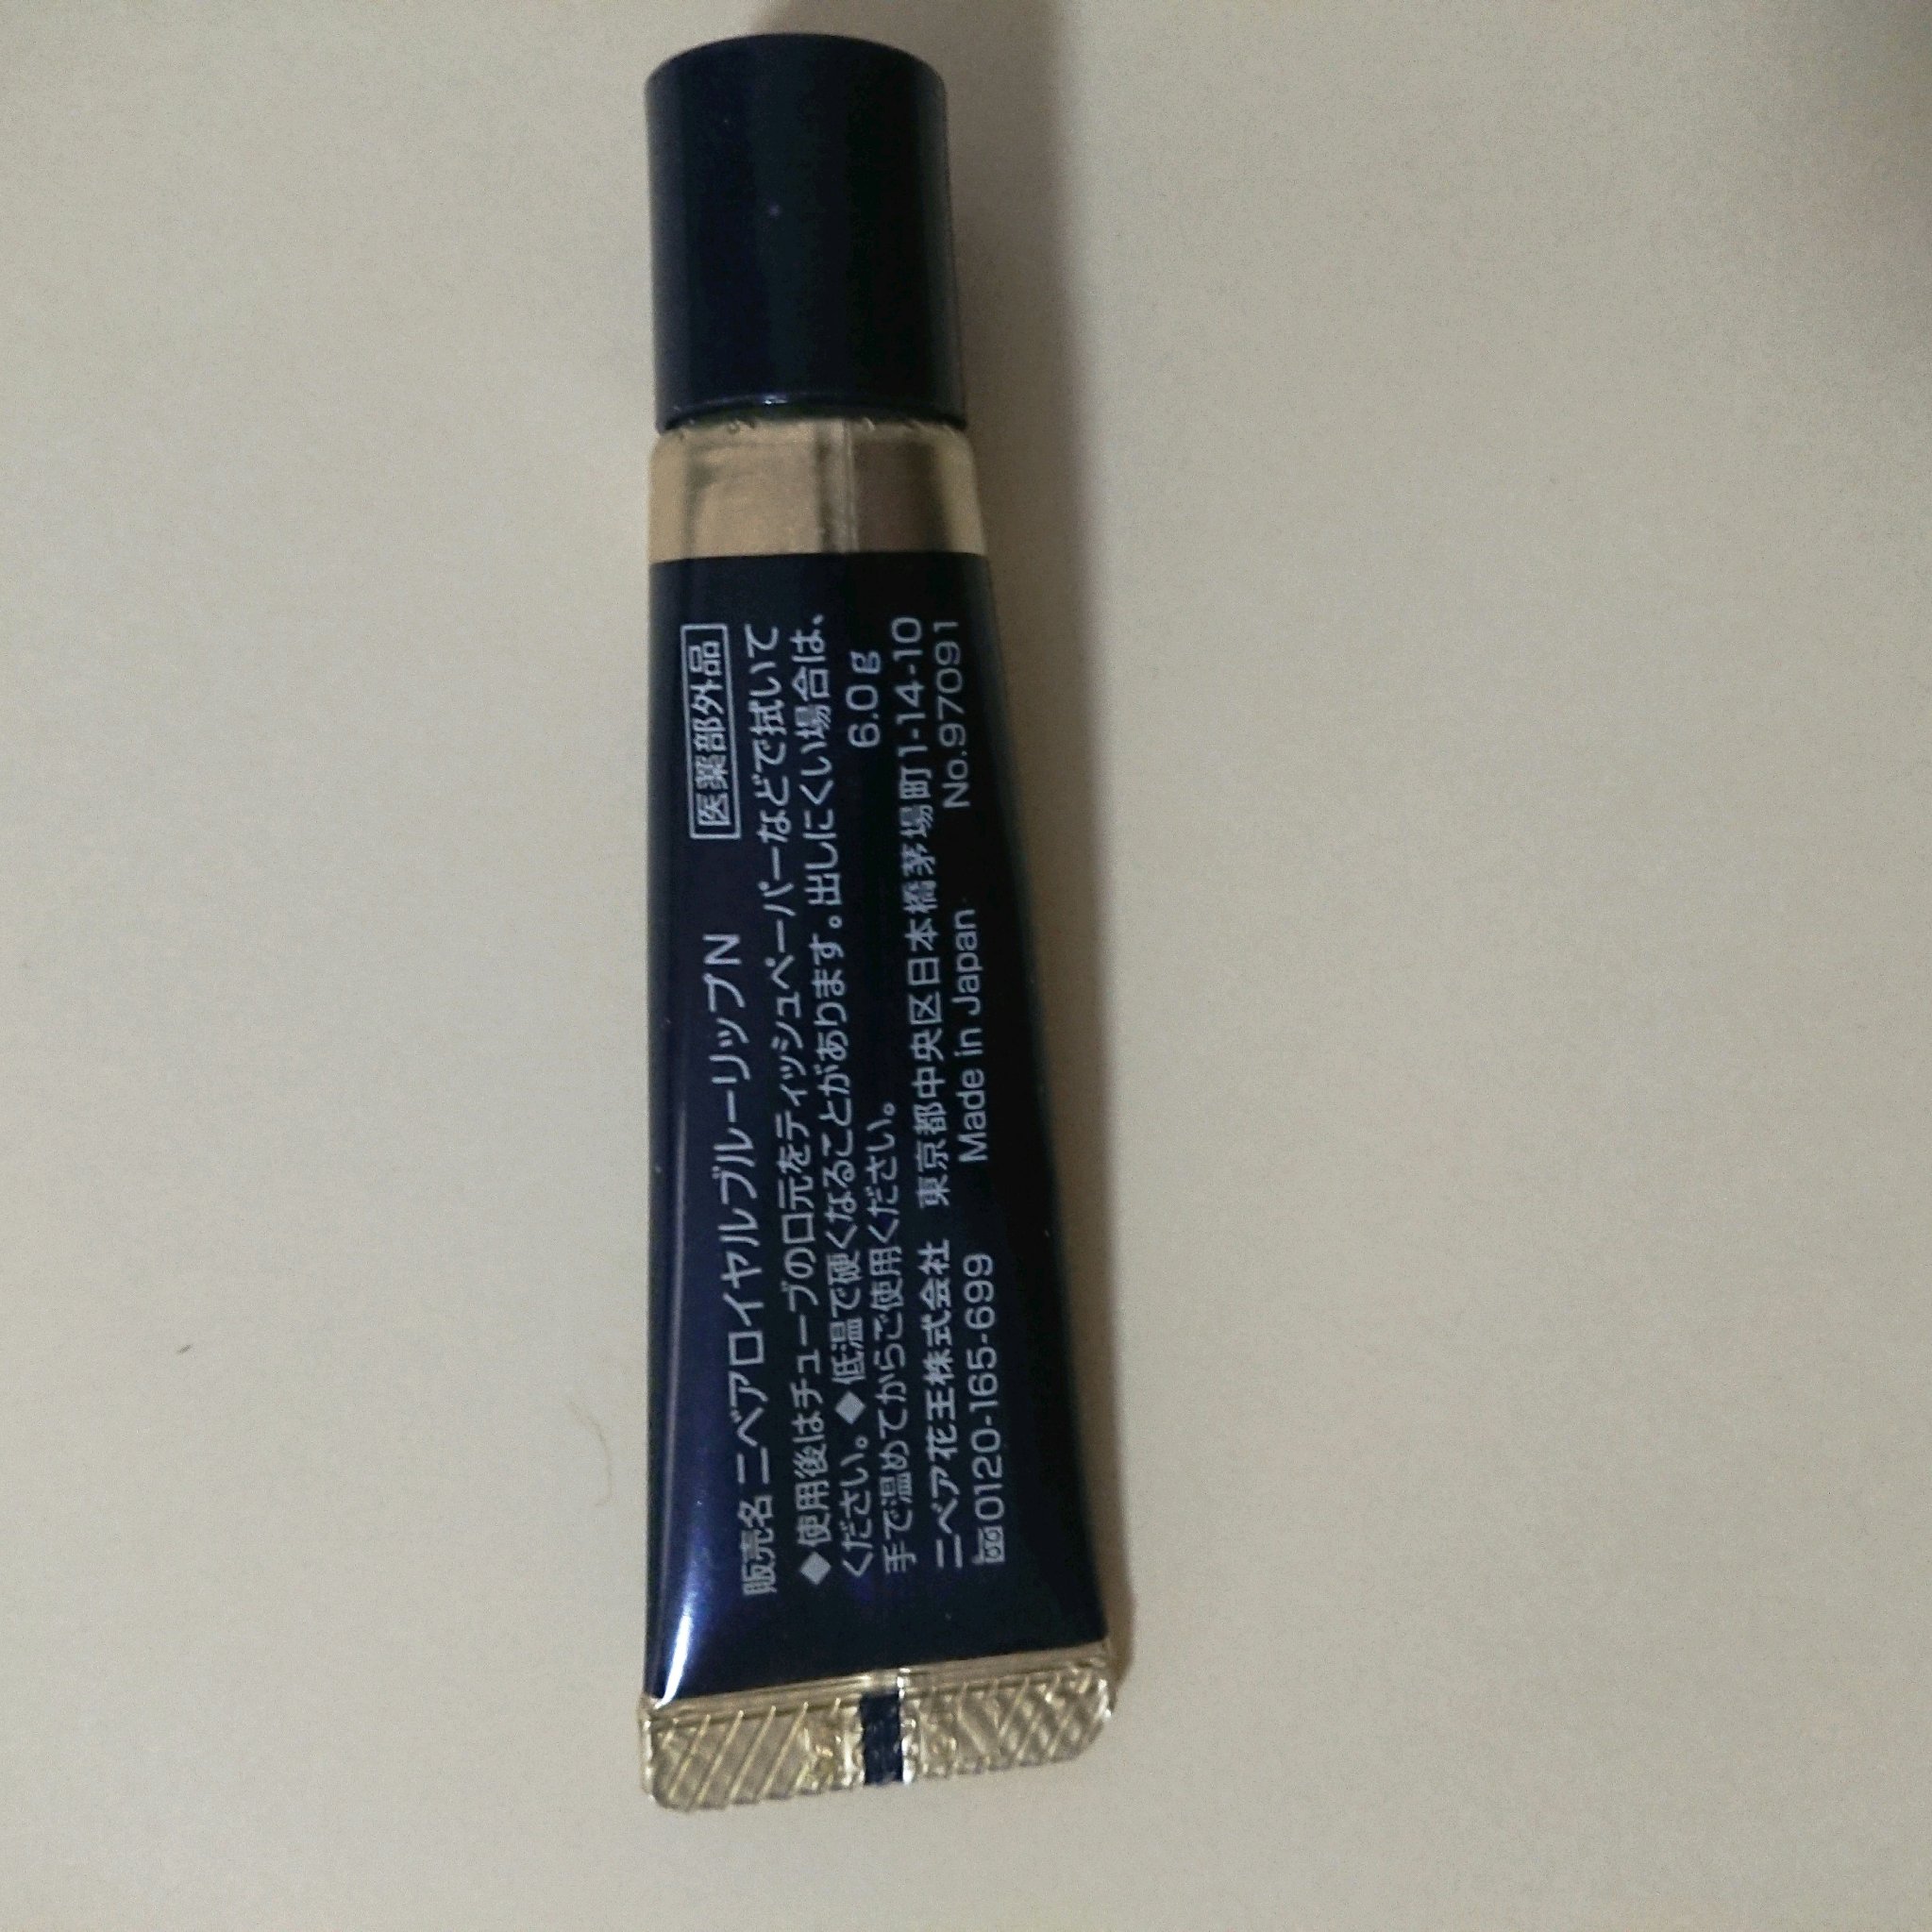 販売名 ニベアロイヤルブルーリップN 医薬部外品
◆使用後はチューブの口元をティッシュペーパーなどで拭いて
ください。◆低温で硬くなることがあります。出しにくい場合は、
手で温めてからご使用ください。 6.0g
ニベア花王株式会社 東京都中央区日本橋茅場町1-14-10
0120-165-699 Made in Japan No.97091